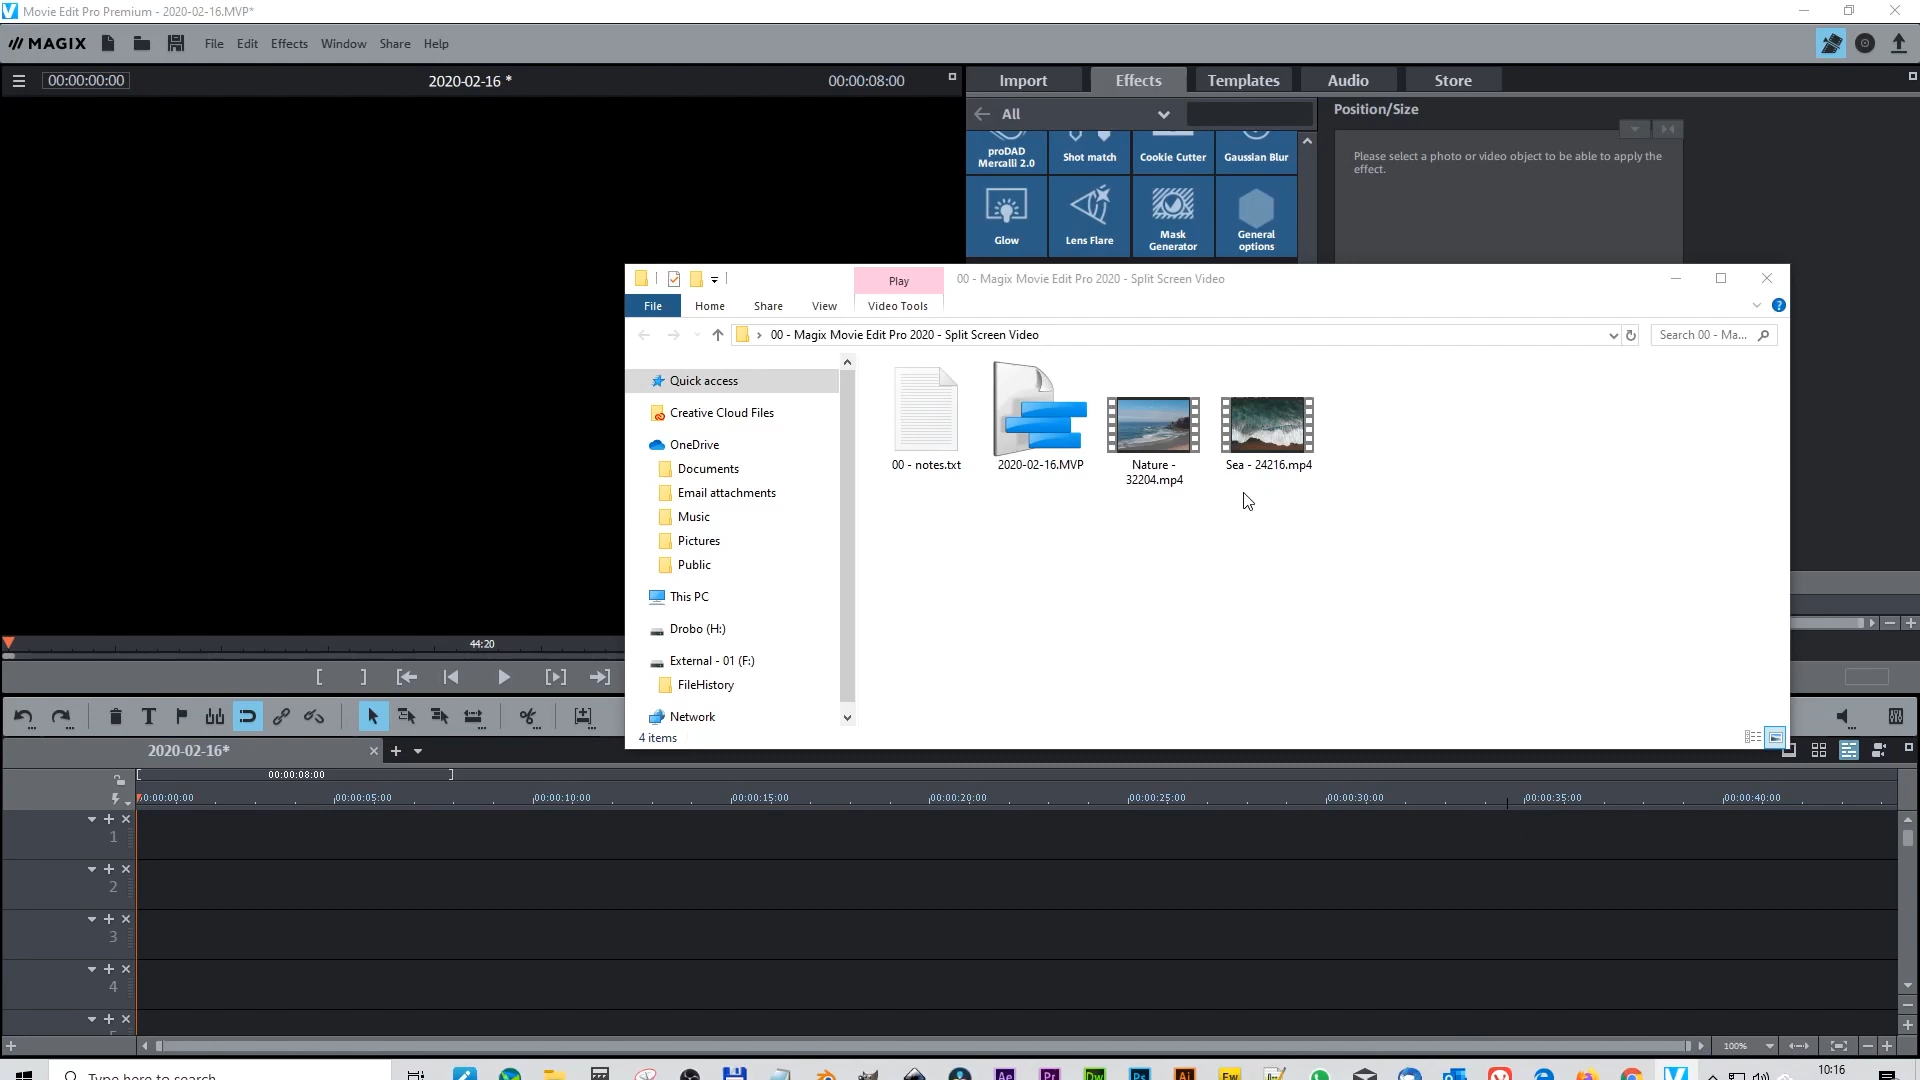 Movie Edit Pro Premium - 2020-02-16.MVP*
MAGIX File Edit Effects Window Share Help
00:00:00:00 2020-02-16 * 00:00:08:00
Import Effects Templates Audio Store
All
Position/Size
Please select a photo or video object to be able to apply the
effect.
proDAD
Mercalli 2.0
Shot match
Cookie Cutter
Gaussian Blur
Glow
Lens Flare
Mask
Generator
General
options
Play 00 - Magix Movie Edit Pro 2020 - Split Screen Video
File Home Share View Video Tools
00 - Magix Movie Edit Pro 2020 - Split Screen Video
Search 00 - Ma...
Quick access
Creative Cloud Files
OneDrive
Documents
Email attachments
Music
Pictures
Public
This PC
Drobo (H:)
External - 01 (F:)
FileHistory
Network
4 items
00 - notes.txt
2020-02-16.MVP
Nature -
32204.mp4
Sea - 24216.mp4
44:20
2020-02-16*
00:00:08:00
00:00:00:00 00:00:05:00 00:00:10:00 00:00:15:00 00:00:20:00 00:00:25:00 00:00:30:00 00:00:35:00 00:00:40:00
1
2
3
4
100%
Type here to search
10:16